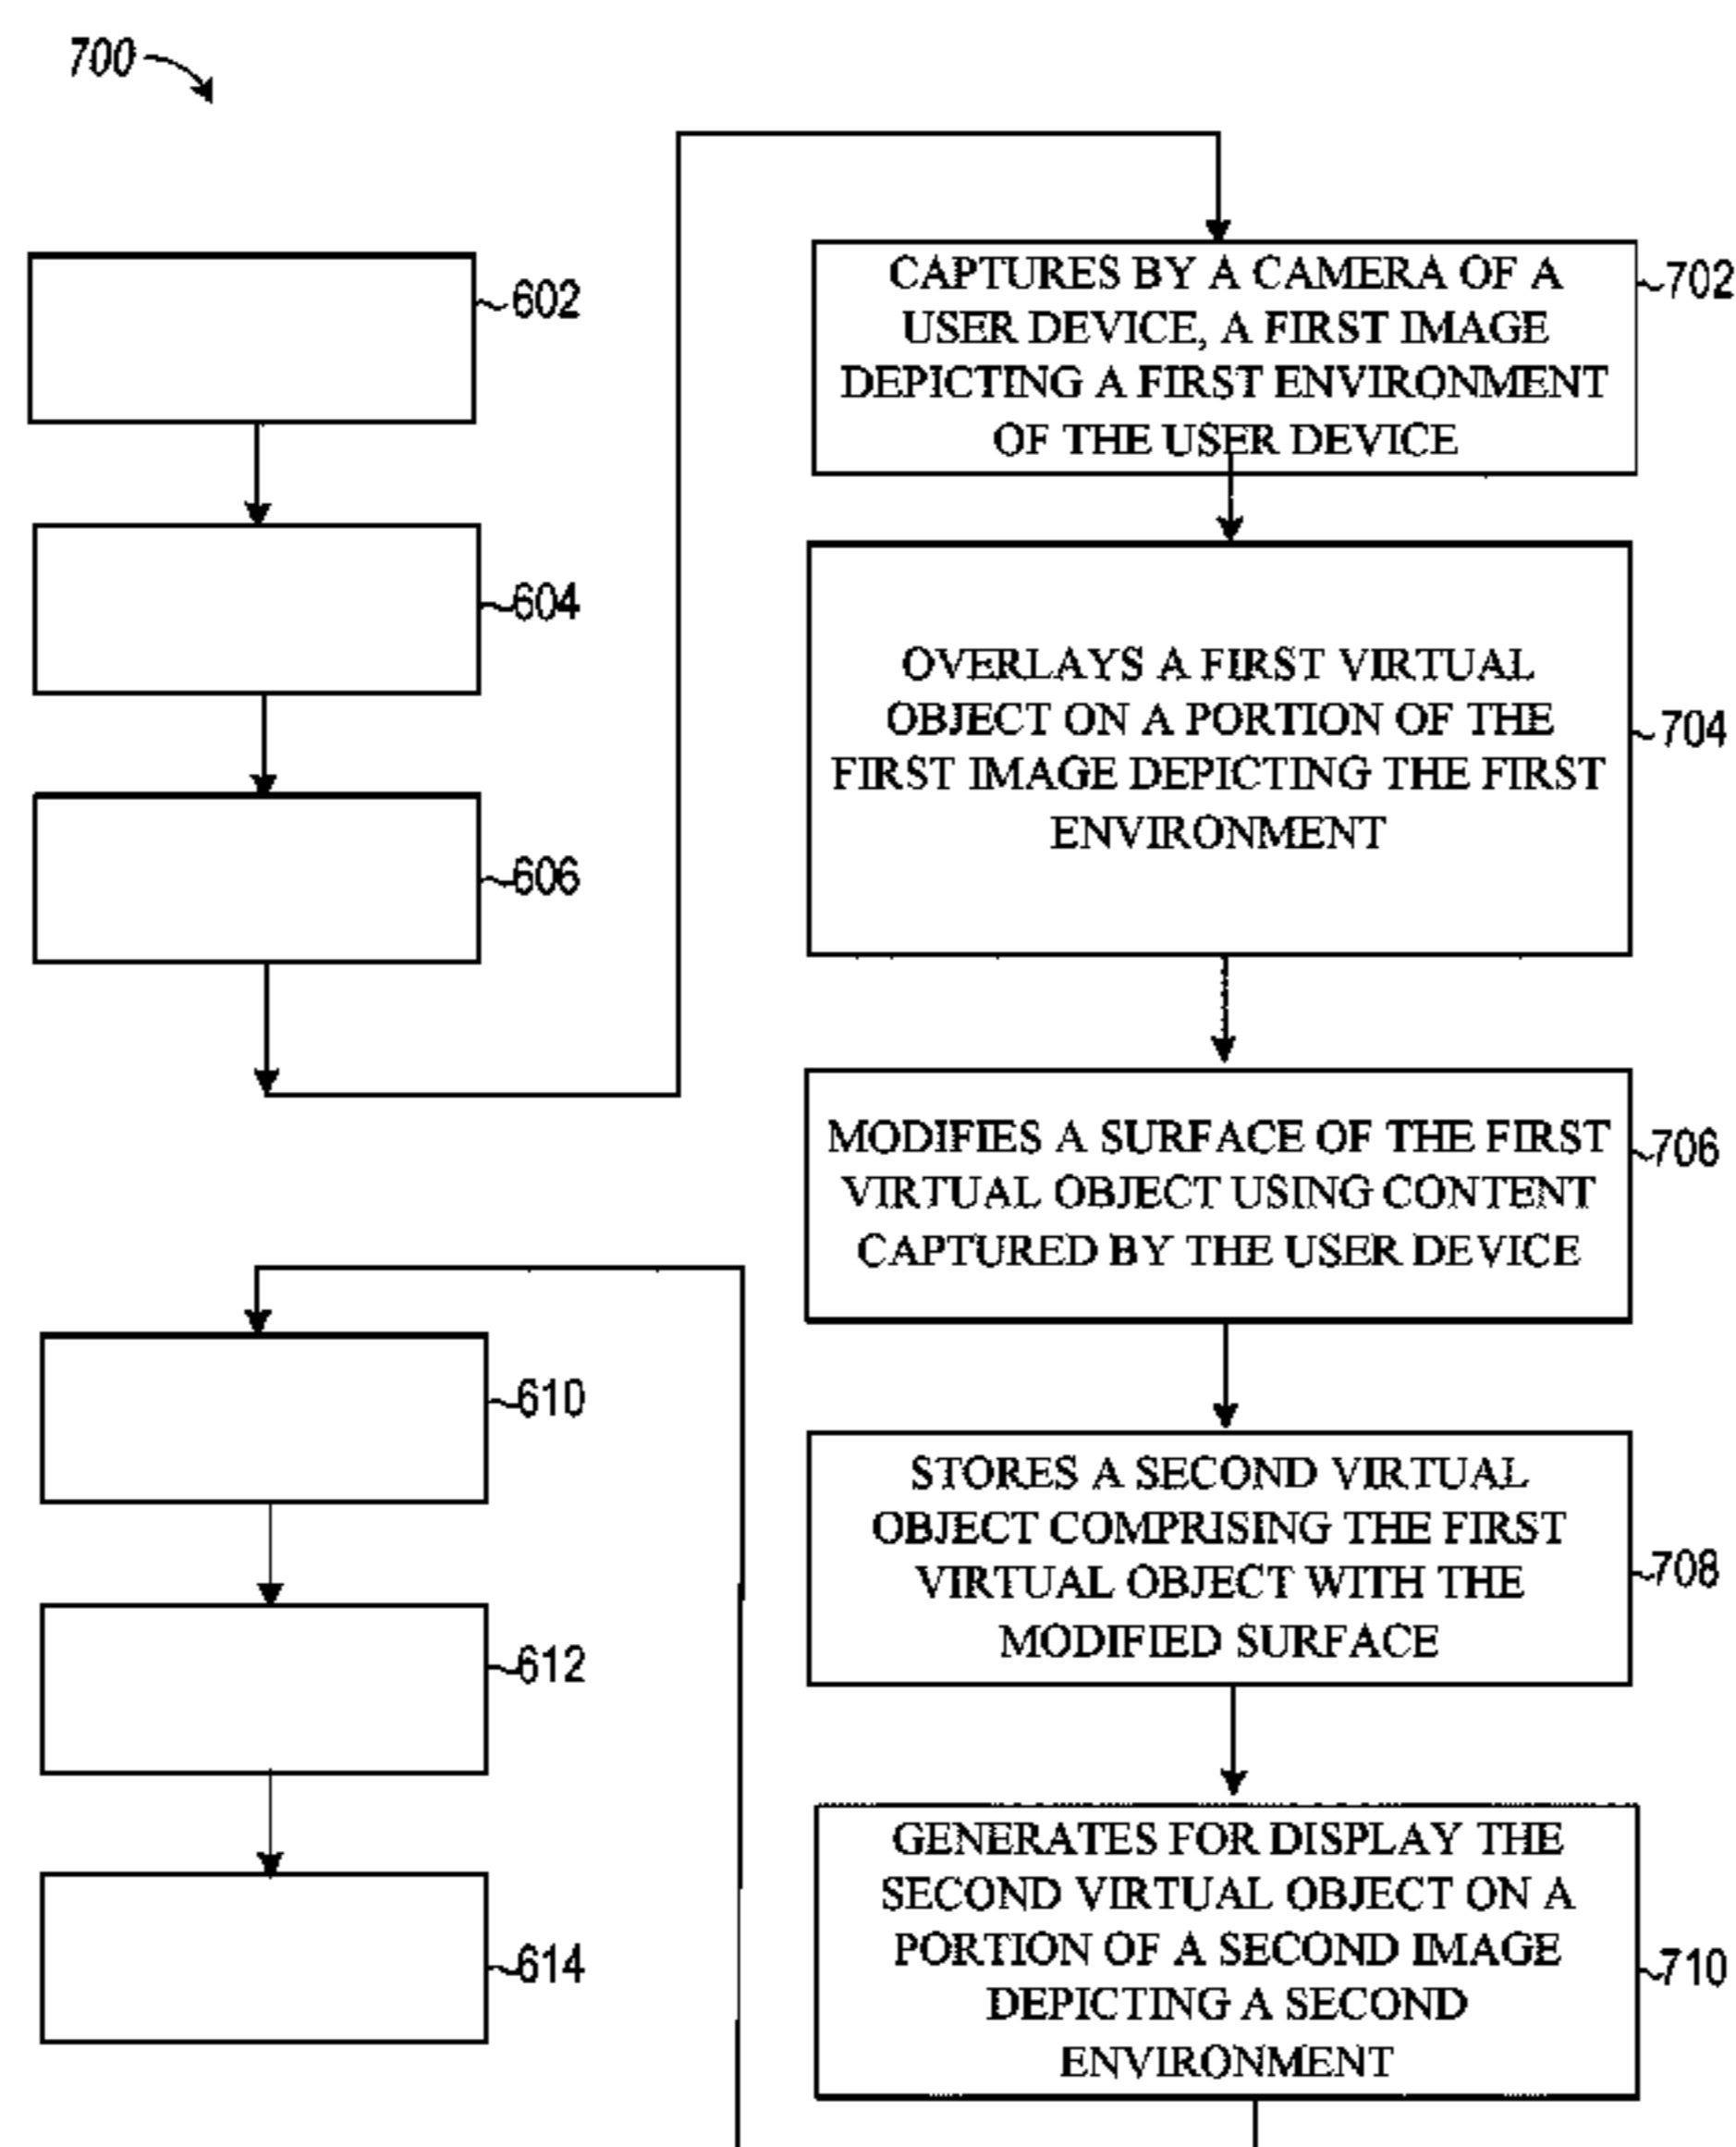 700
602
604
606
CAPTURES BY A CAMERA OF A
USER DEVICE, A FIRST IMAGE
DEPICTING A FIRST ENVIRONMENT
OF THE USER DEVICE
702
OVERLAYS A FIRST VIRTUAL
OBJECT ON A PORTION OF THE
FIRST IMAGE DEPICTING THE FIRST
ENVIRONMENT
704
MODIFIES A SURFACE OF THE FIRST
VIRTUAL OBJECT USING CONTENT
CAPTURED BY THE USER DEVICE
706
STORES A SECOND VIRTUAL
OBJECT COMPRISING THE FIRST
VIRTUAL OBJECT WITH THE
MODIFIED SURFACE
708
GENERATES FOR DISPLAY THE
SECOND VIRTUAL OBJECT ON A
PORTION OF A SECOND IMAGE
DEPICTING A SECOND
ENVIRONMENT
710
610
612
614